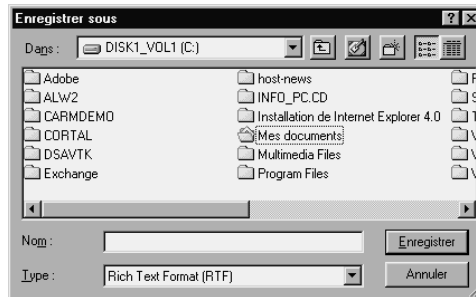 Enregistrer sous
Dans : DISK1_VOL1 (C:)
Adobe
ALW2
CARMDEMO
CORTAL
DSAVTK
Exchange
host-news
INFO_PC.CD
Installation de Internet Explorer 4.0
Mes documents
Multimedia Files
Program Files
Nom :
Enregistrer
Type : Rich Text Format (RTF)
Annuler